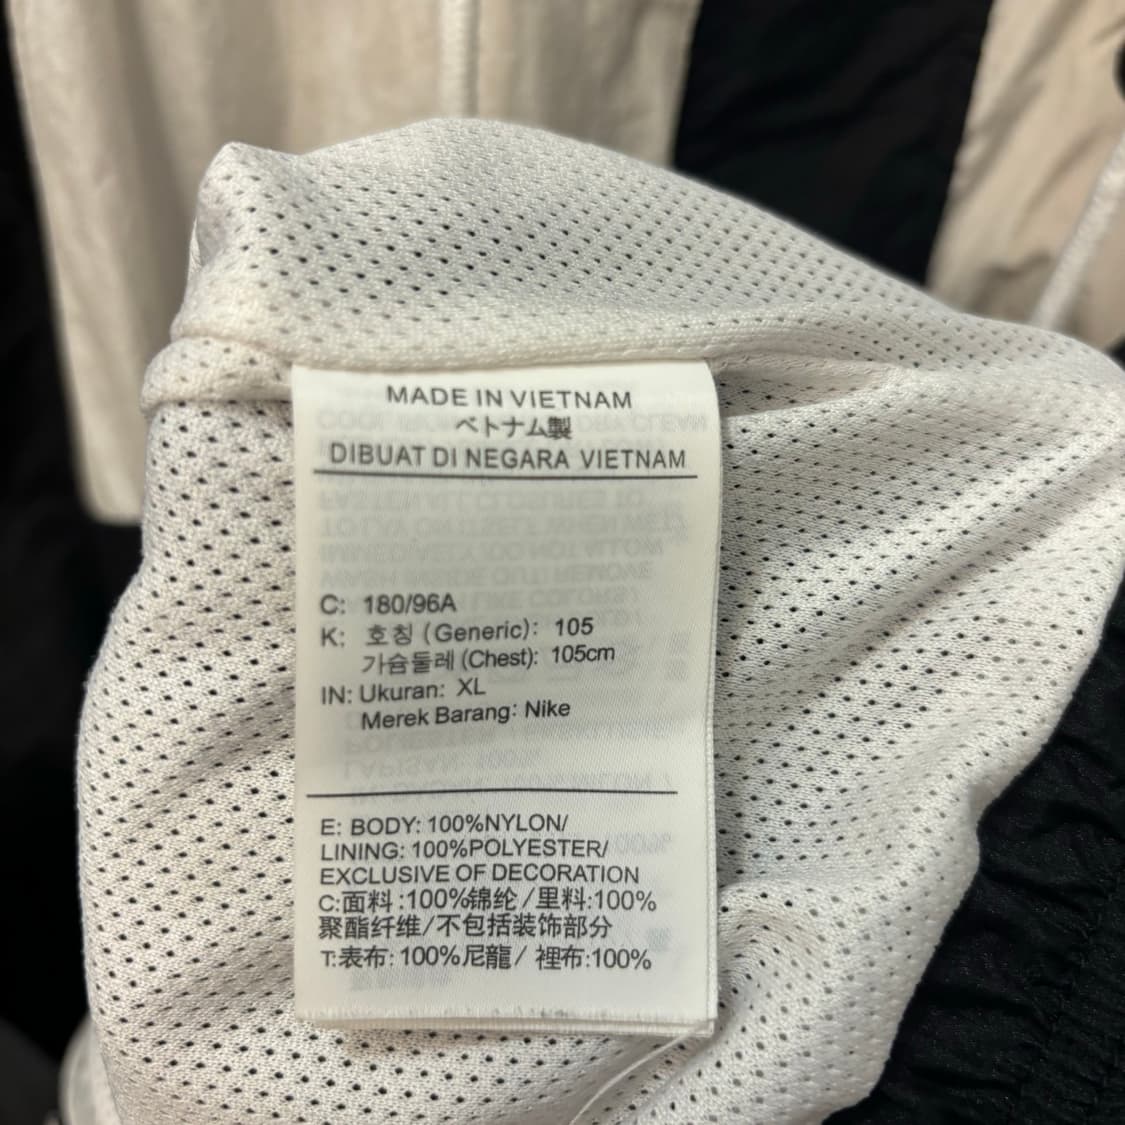 MADE IN VIETNAM
ベトナム製
DIBUAT DI NEGARA VIETNAM
C: 180/96A
K: 호칭 (Generic): 105
가슴둘레 (Chest): 105cm
IN: Ukuran: XL
Merek Barang: Nike
E: BODY: 100%NYLON/
LINING: 100%POLYESTER/
EXCLUSIVE OF DECORATION
C:面料:100%锦纶/里料:100%
聚酯纤维/不包括装饰部分
T:表布: 100%尼龍/ 裡布:100%